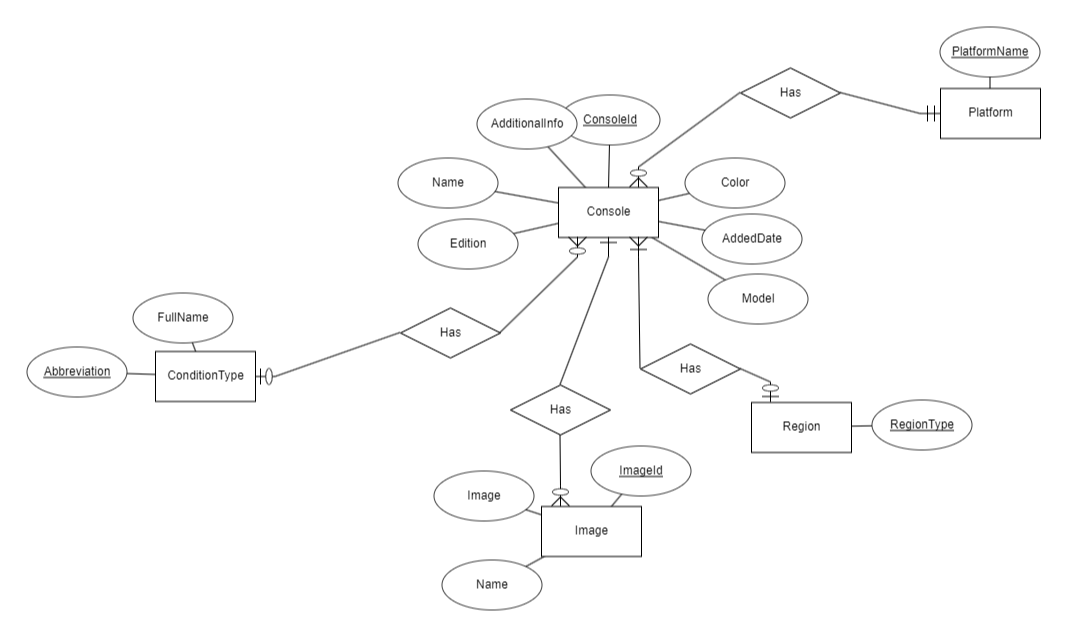 PlatformName
Has
Platform
AdditionalInfo
ConsoleId
Name
Color
Console
Edition
AddedDate
Model
FullName
Has
Abbreviation
ConditionType
Has
Has
Region
RegionType
ImageId
Image
Image
Name